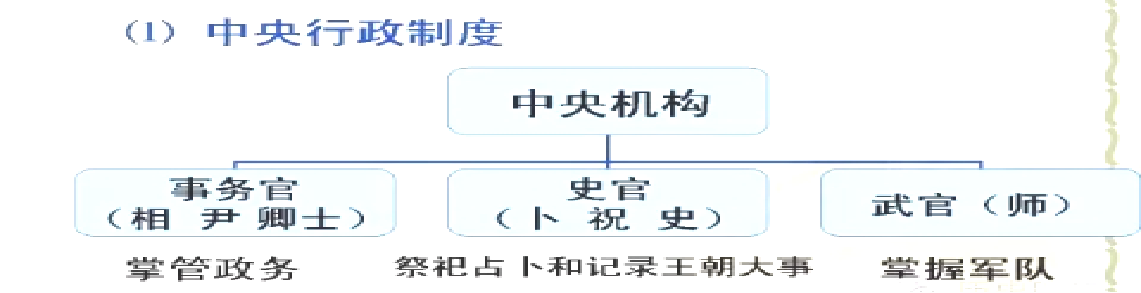 (1) 中央行政制度
中央机构
事务官
（相 尹 卿士）
史官
（卜 祝 史）
武官（师）
掌管政务
祭祀占卜和记录王朝大事
掌握军队